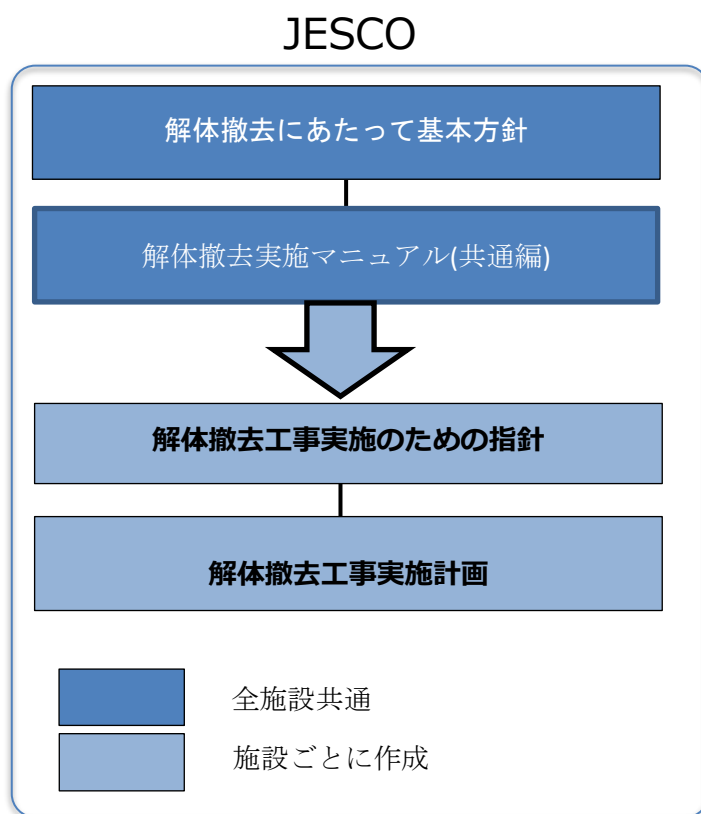 JESCO
解体撤去にあたって基本方針
解体撤去実施マニュアル(共通編)
解体撤去工事実施のための指針
解体撤去工事実施計画
全施設共通
施設ごとに作成